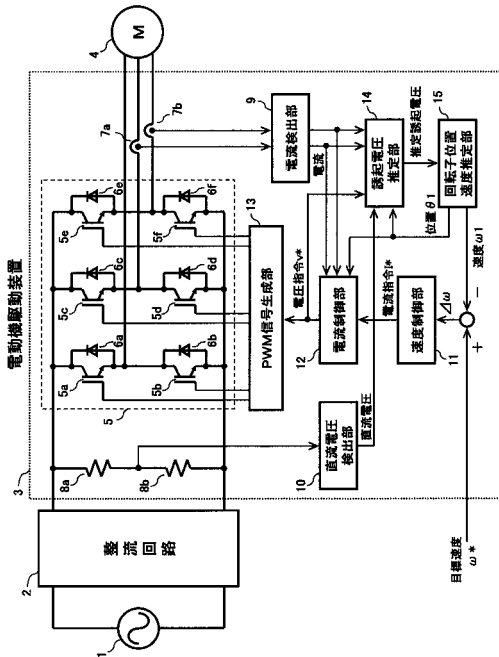 電動機駆動装置
3
1
2
整流回路
8a
8b
5
5a
6a
5b
6b
5c
6c
5d
6d
5e
6e
5f
6f
7a
7b
4
M
13
PWM信号生成部
9
電流検出部
電流
電圧指令v*
10
直流電圧
検出部
直流電圧
12
電流制御部
電流指令i*
11
速度制御部
Δω
14
誘起電圧
推定部
推定誘起電圧
位置θ1
15
回転子位置
速度推定部
速度ω1
+
−
目標速度
ω*